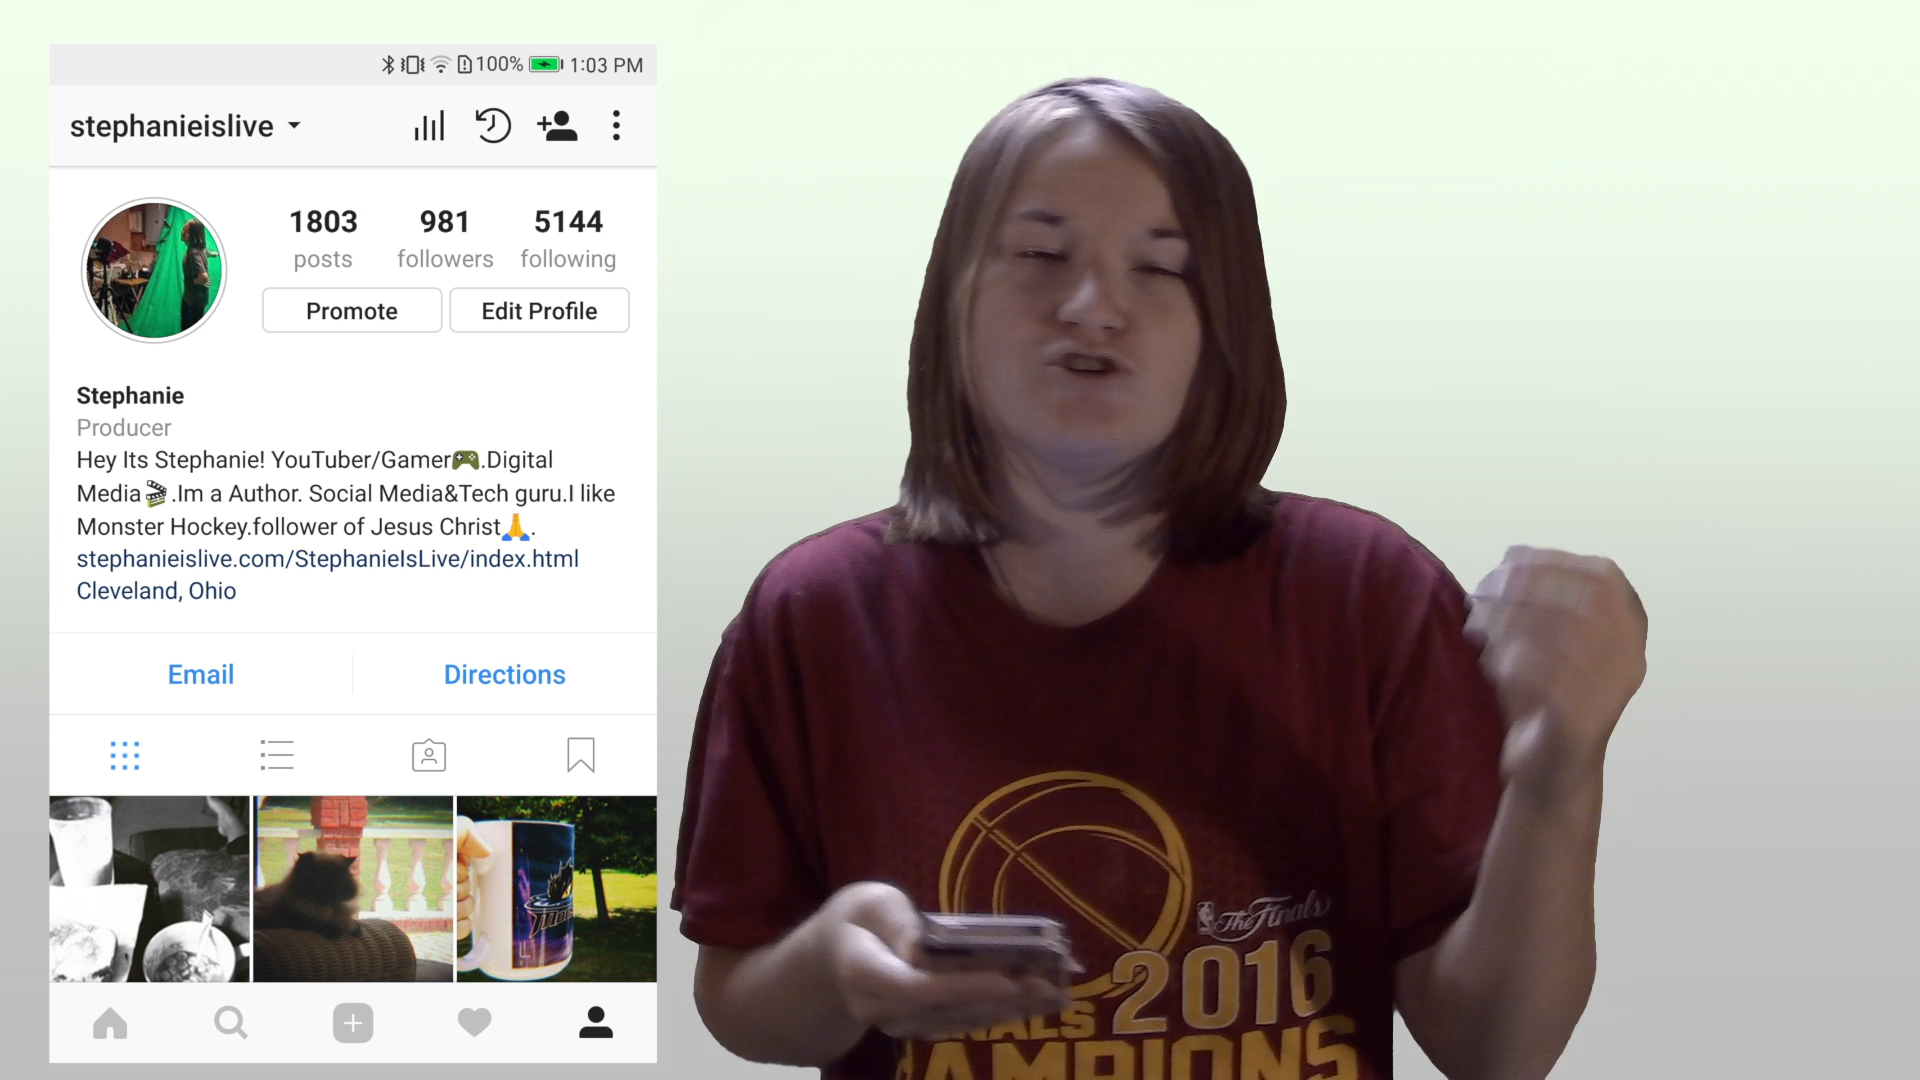 100% 1:03 PM
stephanieislive
1803 981 5144
posts followers following
Promote Edit Profile
Stephanie
Producer
Hey Its Stephanie! YouTuber/Gamer🎮.Digital
Media🎬.Im a Author. Social Media&Tech guru.I like
Monster Hockey.follower of Jesus Christ🙏.
stephanieislive.com/StephanieIsLive/index.html
Cleveland, Ohio
Email Directions
The Finals
2016